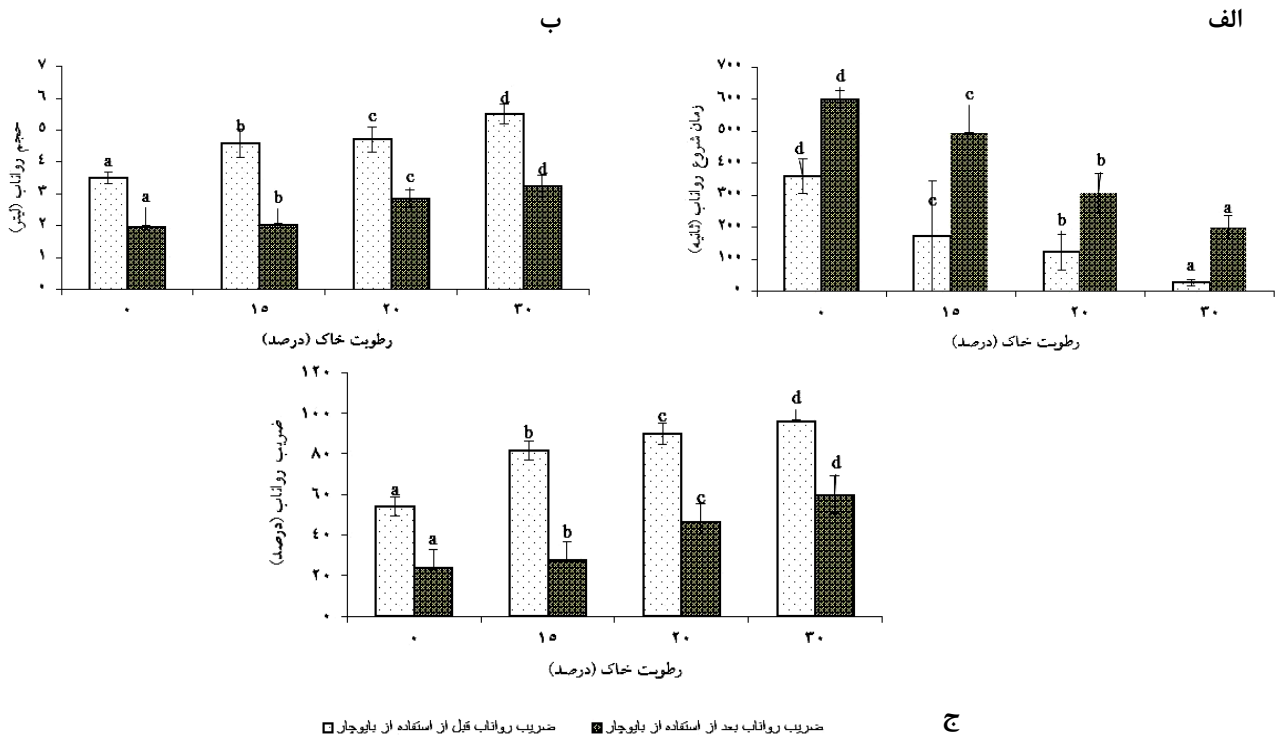 الف
زمان شروع رواناب (ثانیه)
۷۰۰
۶۰۰
۵۰۰
۴۰۰
۳۰۰
۲۰۰
۱۰۰
۰
d d
c c
b b
a a
۰ ۱۵ ۲۰ ۳۰
رطوبت خاک (درصد)
ب
حجم رواناب (لیتر)
۷
۶
۵
٤
۳
۲
۱
۰
a a
b b
c c
d d
۰ ۱۵ ۲۰ ۳۰
رطوبت خاک (درصد)
ضریب رواناب (درصد)
۱۲۰
۱۰۰
۸۰
٦۰
٤۰
۲۰
۰
a a
b b
c c
d d
۰ ۱۵ ۲۰ ۳۰
رطوبت خاک (درصد)
ج
ضریب رواناب قبل از استفاده از بایوچار
ضریب رواناب بعد از استفاده از بایوچار